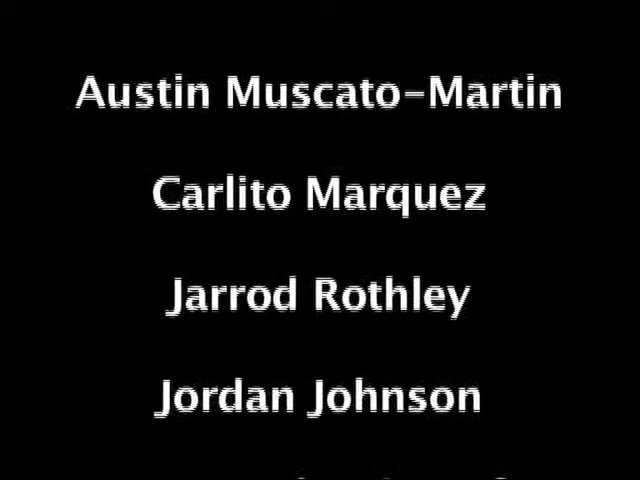 Austin Muscato-Martin
Carlito Marquez
Jarrod Rothley
Jordan Johnson